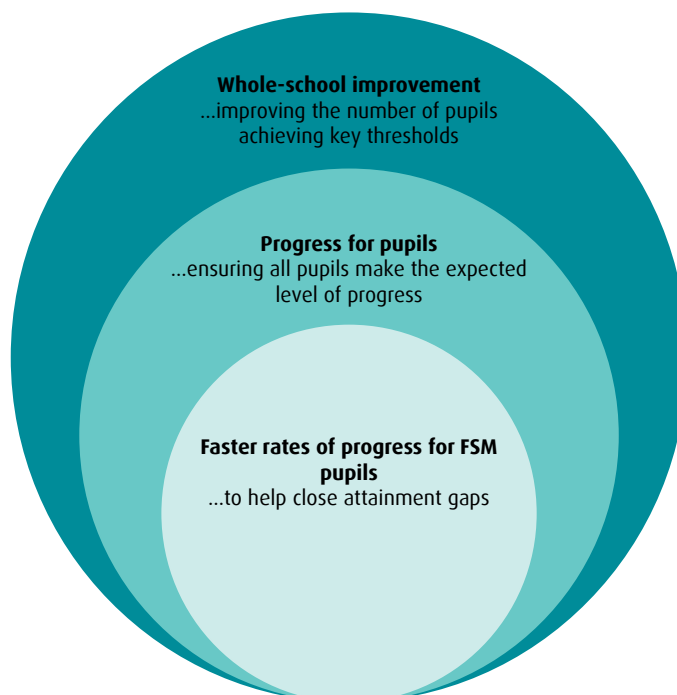 Whole-school improvement
...improving the number of pupils
achieving key thresholds
Progress for pupils
...ensuring all pupils make the expected
level of progress
Faster rates of progress for FSM
pupils
...to help close attainment gaps